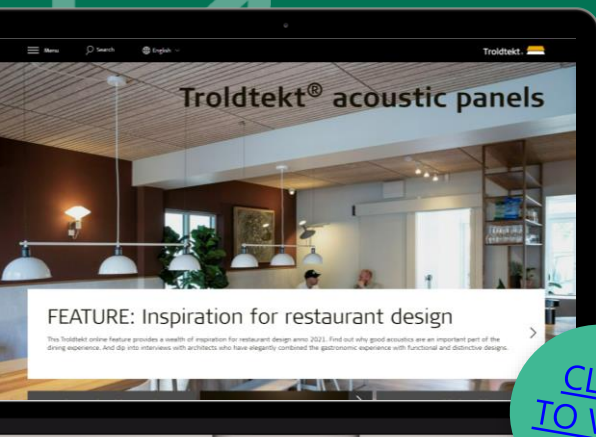 Menu Search English Troldtekt
Troldtekt® acoustic panels
FEATURE: Inspiration for restaurant design
This Troldtekt online feature provides a wealth of inspiration for restaurant design anno 2021. Find out why good acoustics are an important part of the
dining experience. And dip into interviews with architects who have elegantly combined the gastronomic experience with functional and distinctive designs.
TO